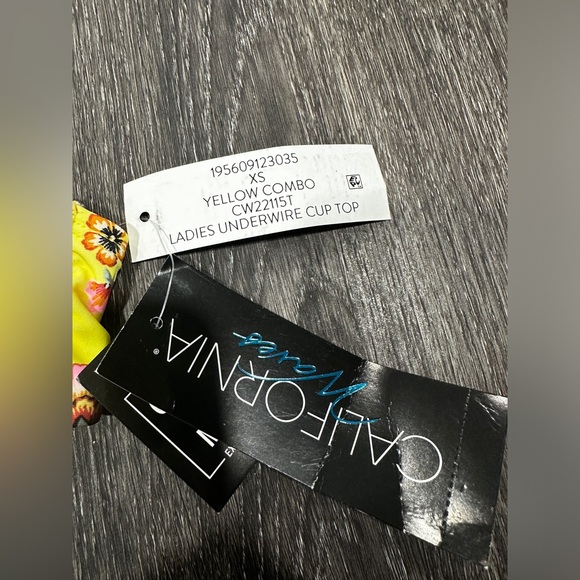 195609123035
XS
YELLOW COMBO
CW22115T
LADIES UNDERWIRE CUP TOP
CALIFORNIA
Waves
®